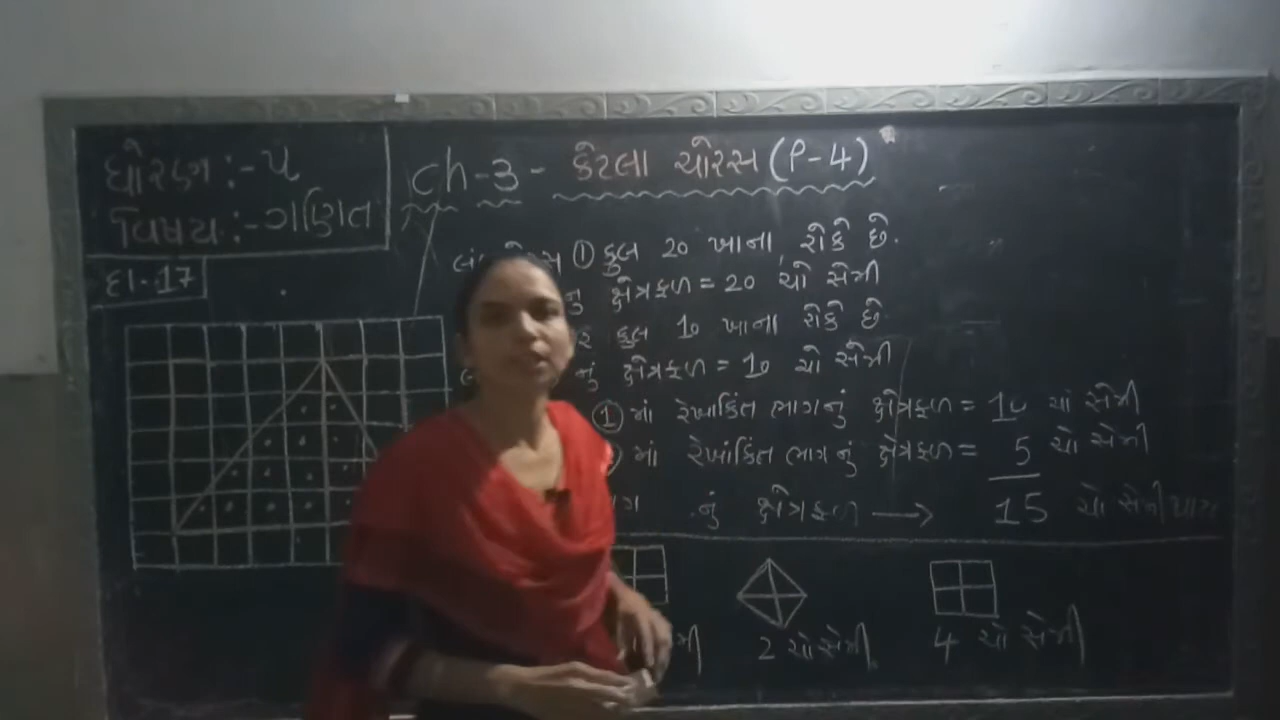 ધોરણ :- ૫
વિષય :- ગણિત
દા.17
ch - 3 - કેટલા ચોરસ (P-4)
① કુલ 20 ખાના રોકે છે.
નુ ક્ષેત્રફળ = 20 ચો સેમી
કુલ 10 ખાના રોકે છે
નું ક્ષેત્રફળ = 10 ચો સેમી
① માં રેખાકિંત ભાગનું ક્ષેત્રફળ = 10 ચો સેમી
માં રેખાંકિત ભાગનું ક્ષેત્રફળ = 5 ચો સેમી
નું ક્ષેત્રફળ → 15 ચો સેમી થાય
2 ચો સેમી
4 ચો સેમી